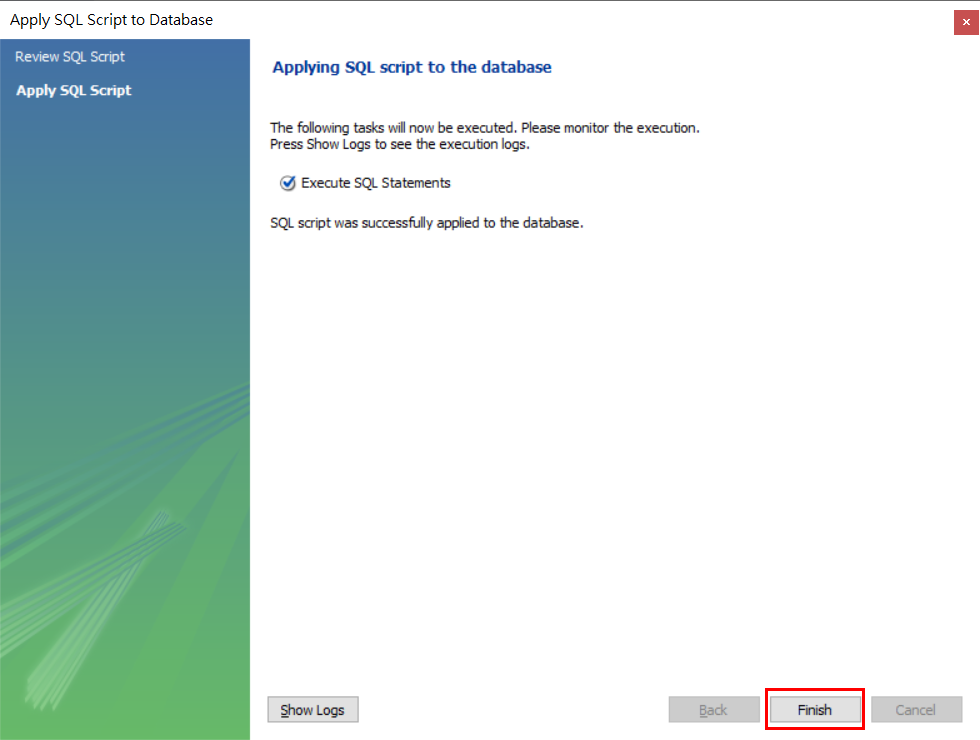 Apply SQL Script to Database
Review SQL Script
Apply SQL Script
Applying SQL script to the database
The following tasks will now be executed. Please monitor the execution.
Press Show Logs to see the execution logs.
Execute SQL Statements
SQL script was successfully applied to the database.
Show Logs
Back
Finish
Cancel